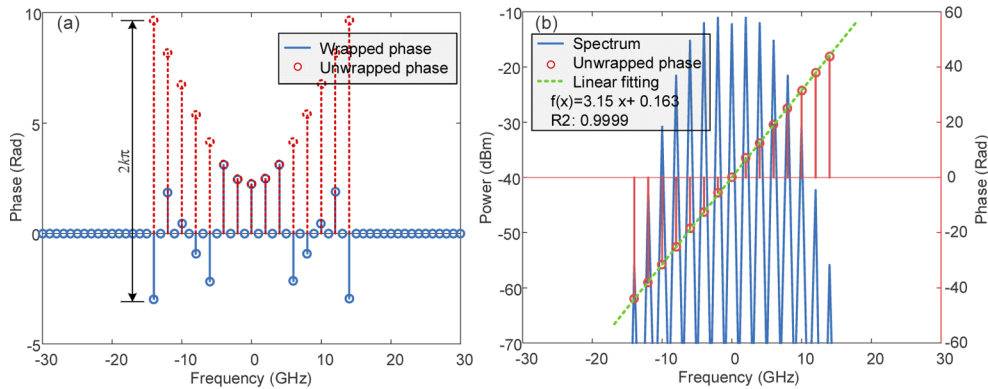 (a)
Wrapped phase
Unwrapped phase
2kπ
Phase (Rad)
10
5
0
-5
-30
-20
-10
0
10
20
30
Frequency (GHz)
(b)
Spectrum
Unwrapped phase
Linear fitting
f(x)=3.15 x+ 0.163
R2: 0.9999
Power (dBm)
-10
-20
-30
-40
-50
-60
-70
-30
-20
-10
0
10
20
30
Frequency (GHz)
60
40
20
0
-20
-40
-60
Phase (Rad)